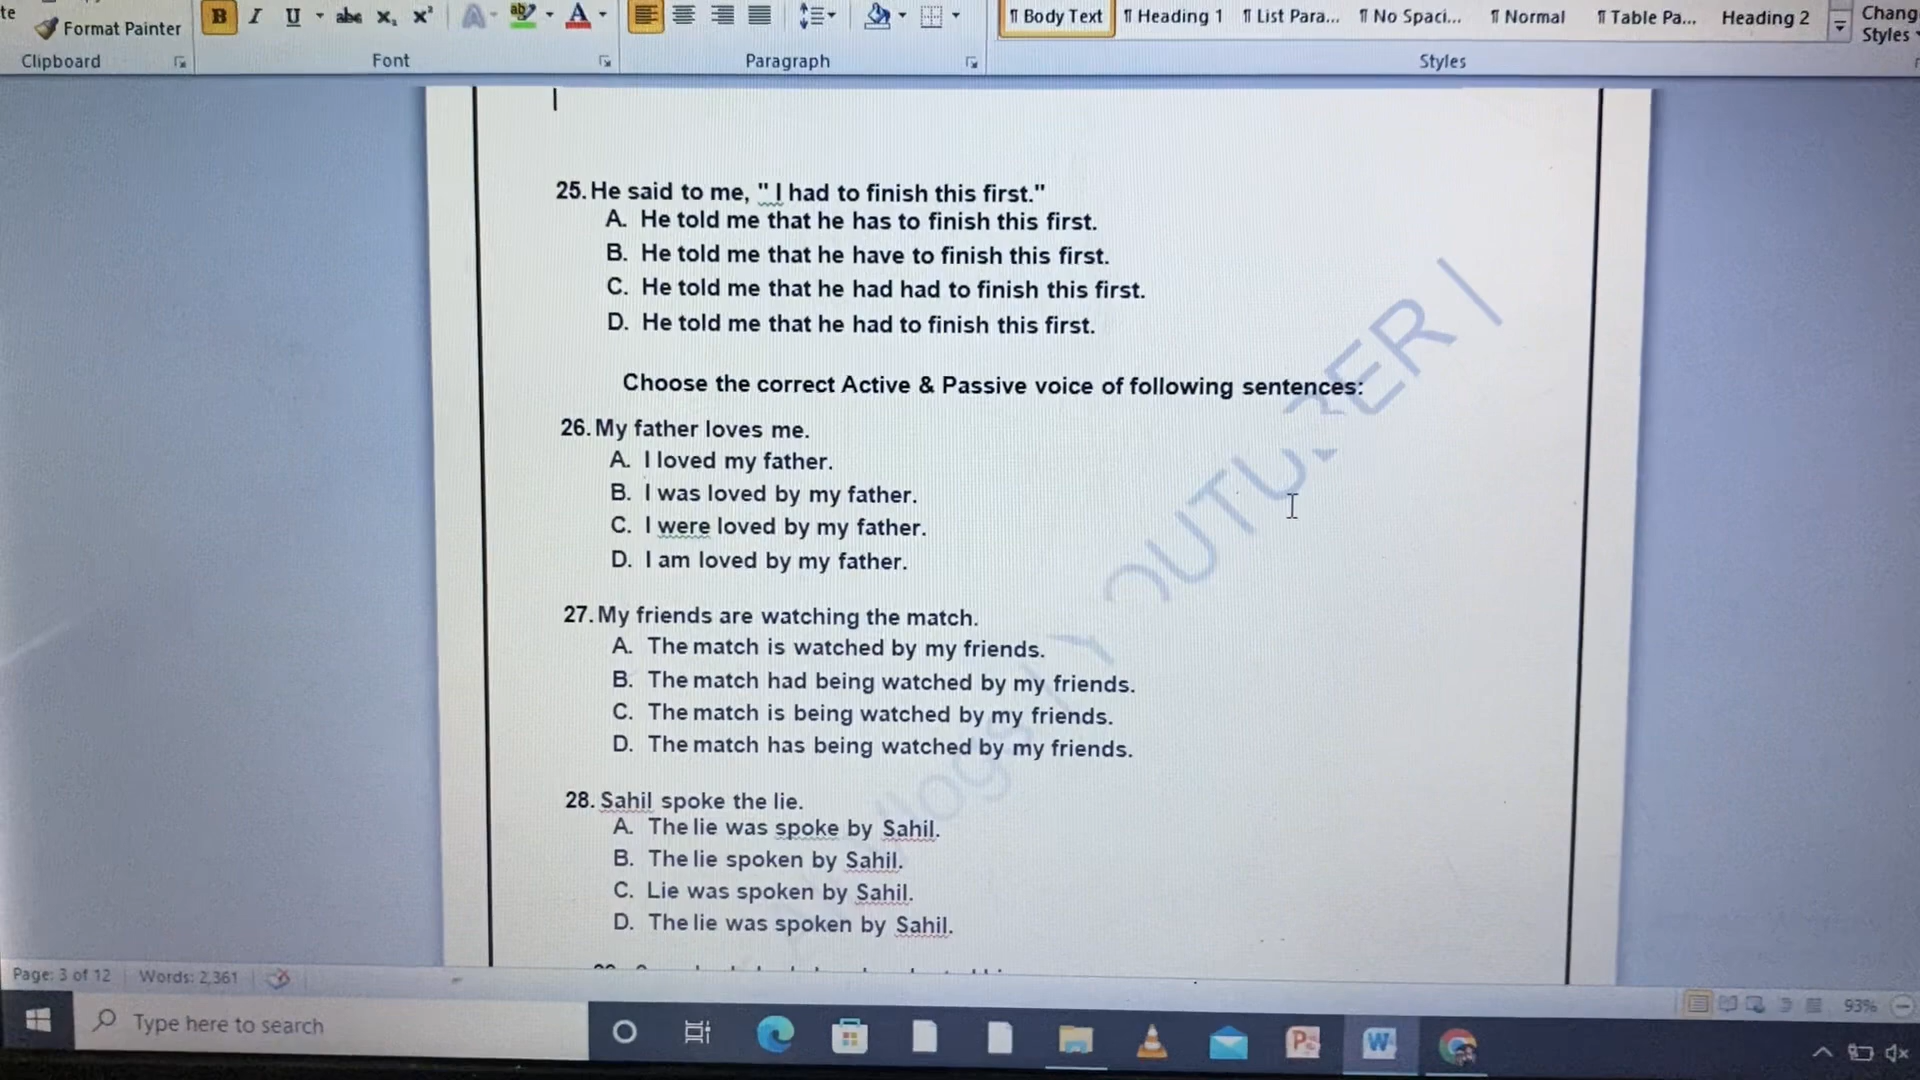 te
Format Painter
Clipboard
B I U abc x₂ x² A ab A
Font
Paragraph
¶ Body Text ¶ Heading 1 ¶ List Para... ¶ No Spaci... ¶ Normal ¶ Table Pa... Heading 2
Chang
Styles
Styles
25. He said to me, " I had to finish this first."
A. He told me that he has to finish this first.
B. He told me that he have to finish this first.
C. He told me that he had had to finish this first.
D. He told me that he had to finish this first.
Choose the correct Active & Passive voice of following sentences:
26. My father loves me.
A. I loved my father.
B. I was loved by my father.
C. I were loved by my father.
D. I am loved by my father.
27. My friends are watching the match.
A. The match is watched by my friends.
B. The match had being watched by my friends.
C. The match is being watched by my friends.
D. The match has being watched by my friends.
28. Sahil spoke the lie.
A. The lie was spoke by Sahil.
B. The lie spoken by Sahil.
C. Lie was spoken by Sahil.
D. The lie was spoken by Sahil.
YOUTUBER |
Page: 3 of 12 Words: 2,361
93%
Type here to search